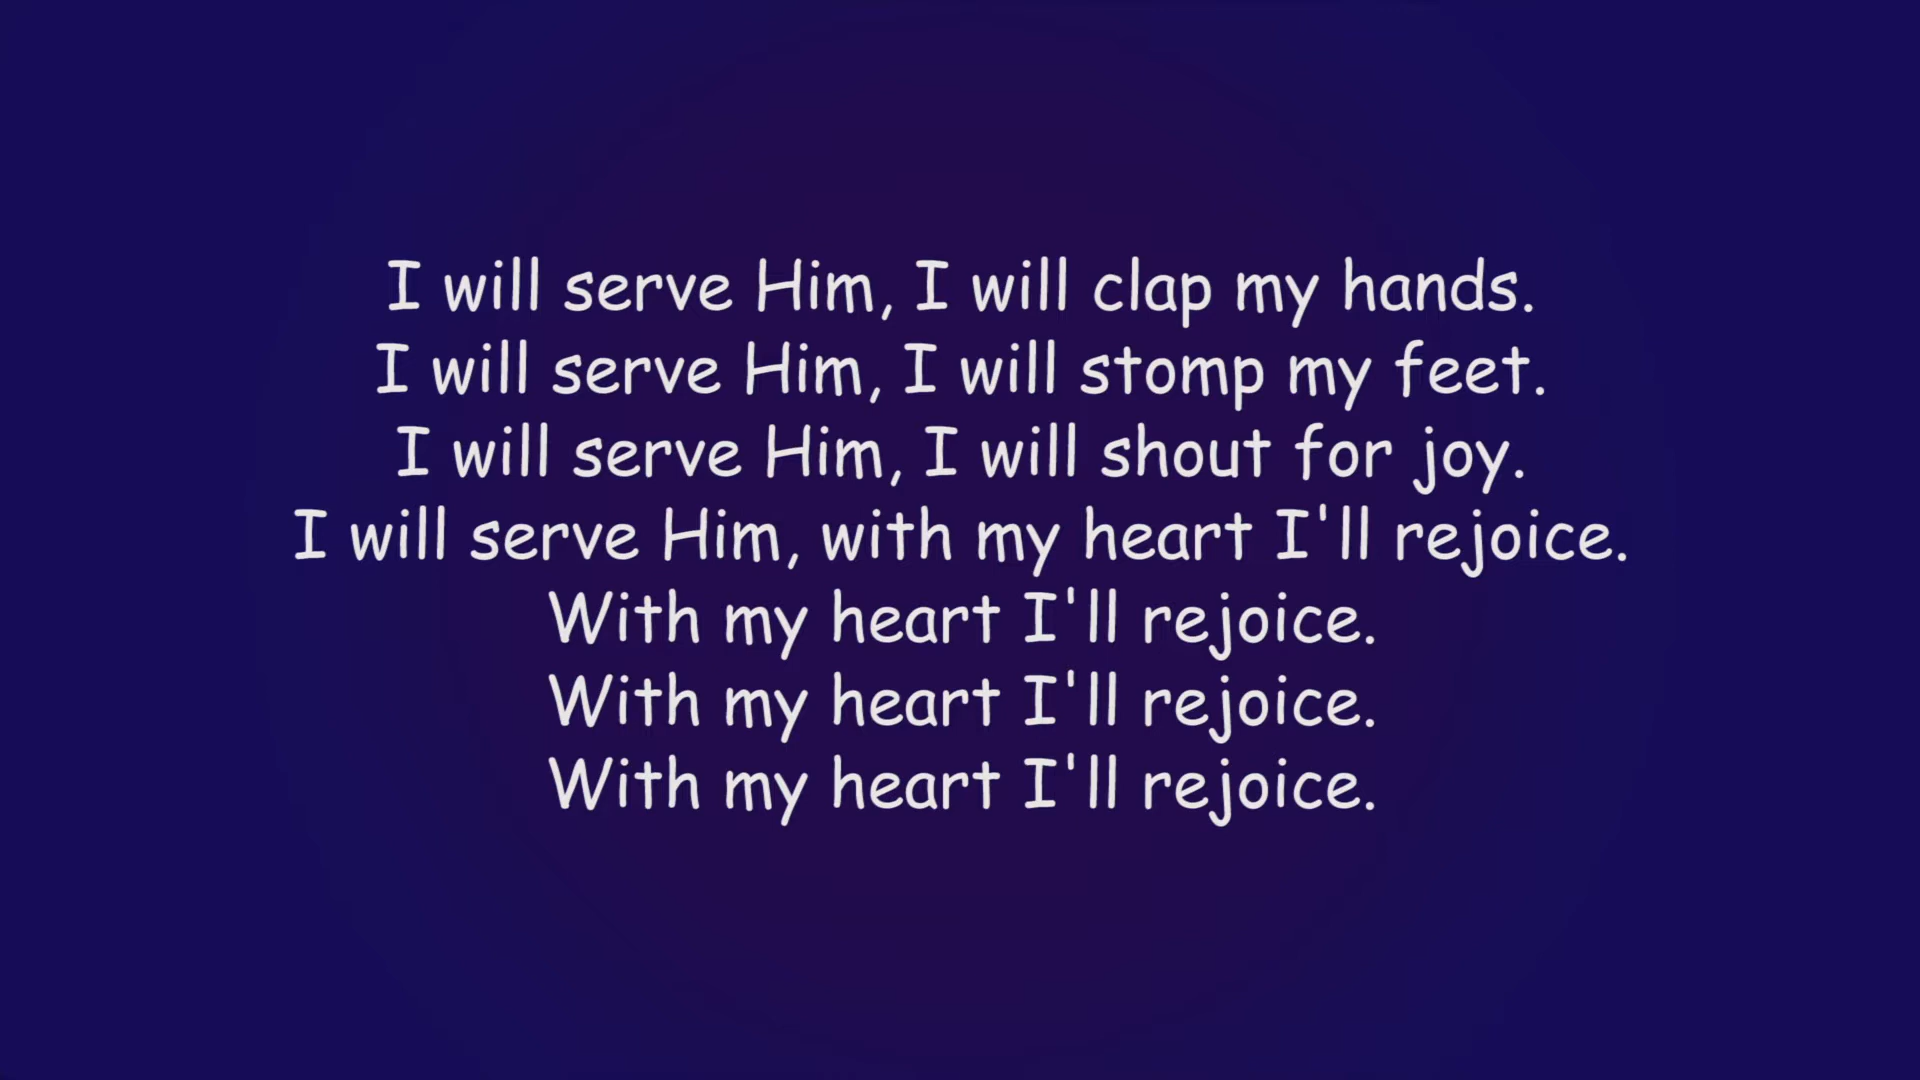 I will serve Him, I will clap my hands.
I will serve Him, I will stomp my feet.
I will serve Him, I will shout for joy.
I will serve Him, with my heart I'll rejoice.
With my heart I'll rejoice.
With my heart I'll rejoice.
With my heart I'll rejoice.